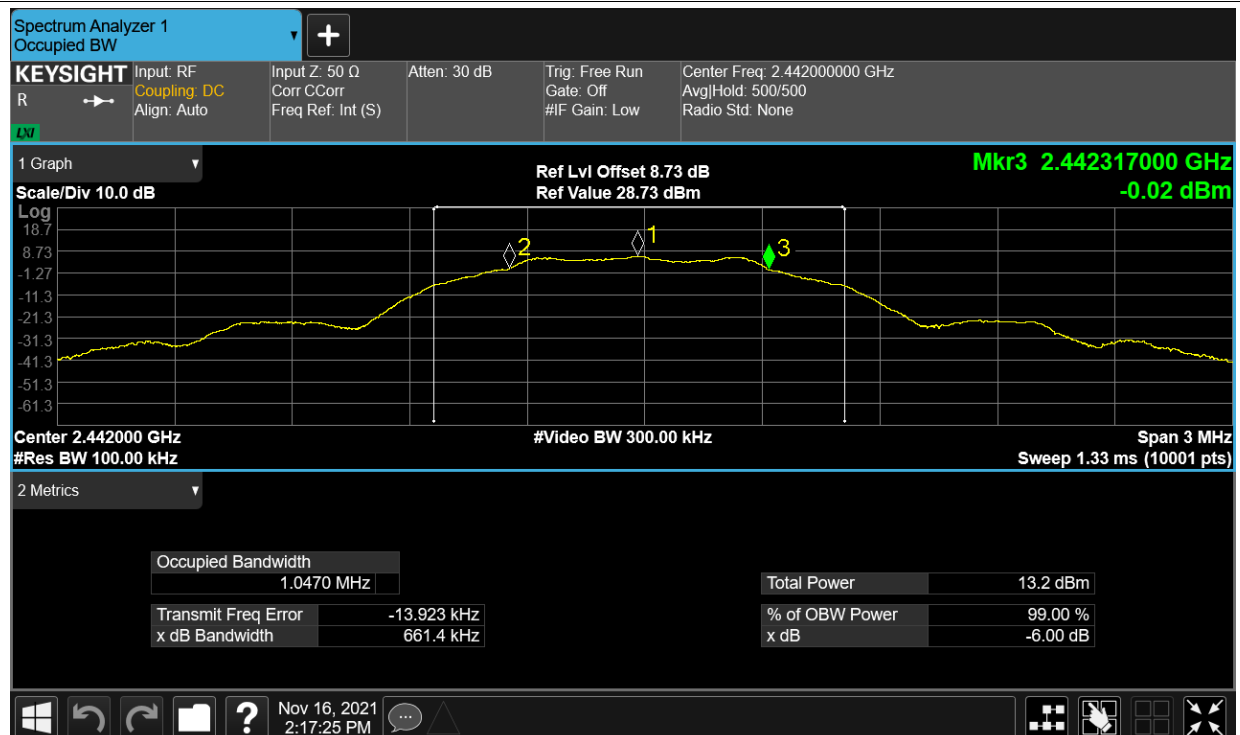 Spectrum Analyzer 1
Occupied BW
+
KEYSIGHT Input: RF Input Z: 50 Ω Atten: 30 dB Trig: Free Run Center Freq: 2.442000000 GHz
R Coupling: DC Corr CCorr Gate: Off Avg|Hold: 500/500
Align: Auto Freq Ref: Int (S) #IF Gain: Low Radio Std: None
LXI
1 Graph Ref Lvl Offset 8.73 dB Mkr3 2.442317000 GHz
Scale/Div 10.0 dB Ref Value 28.73 dBm -0.02 dBm
Log
18.7
8.73
-1.27
-11.3
-21.3
-31.3
-41.3
-51.3
-61.3
2 1 3
Center 2.442000 GHz #Video BW 300.00 kHz Span 3 MHz
#Res BW 100.00 kHz Sweep 1.33 ms (10001 pts)
2 Metrics
Occupied Bandwidth
1.0470 MHz Total Power 13.2 dBm
Transmit Freq Error -13.923 kHz % of OBW Power 99.00 %
x dB Bandwidth 661.4 kHz x dB -6.00 dB
? Nov 16, 2021
2:17:25 PM